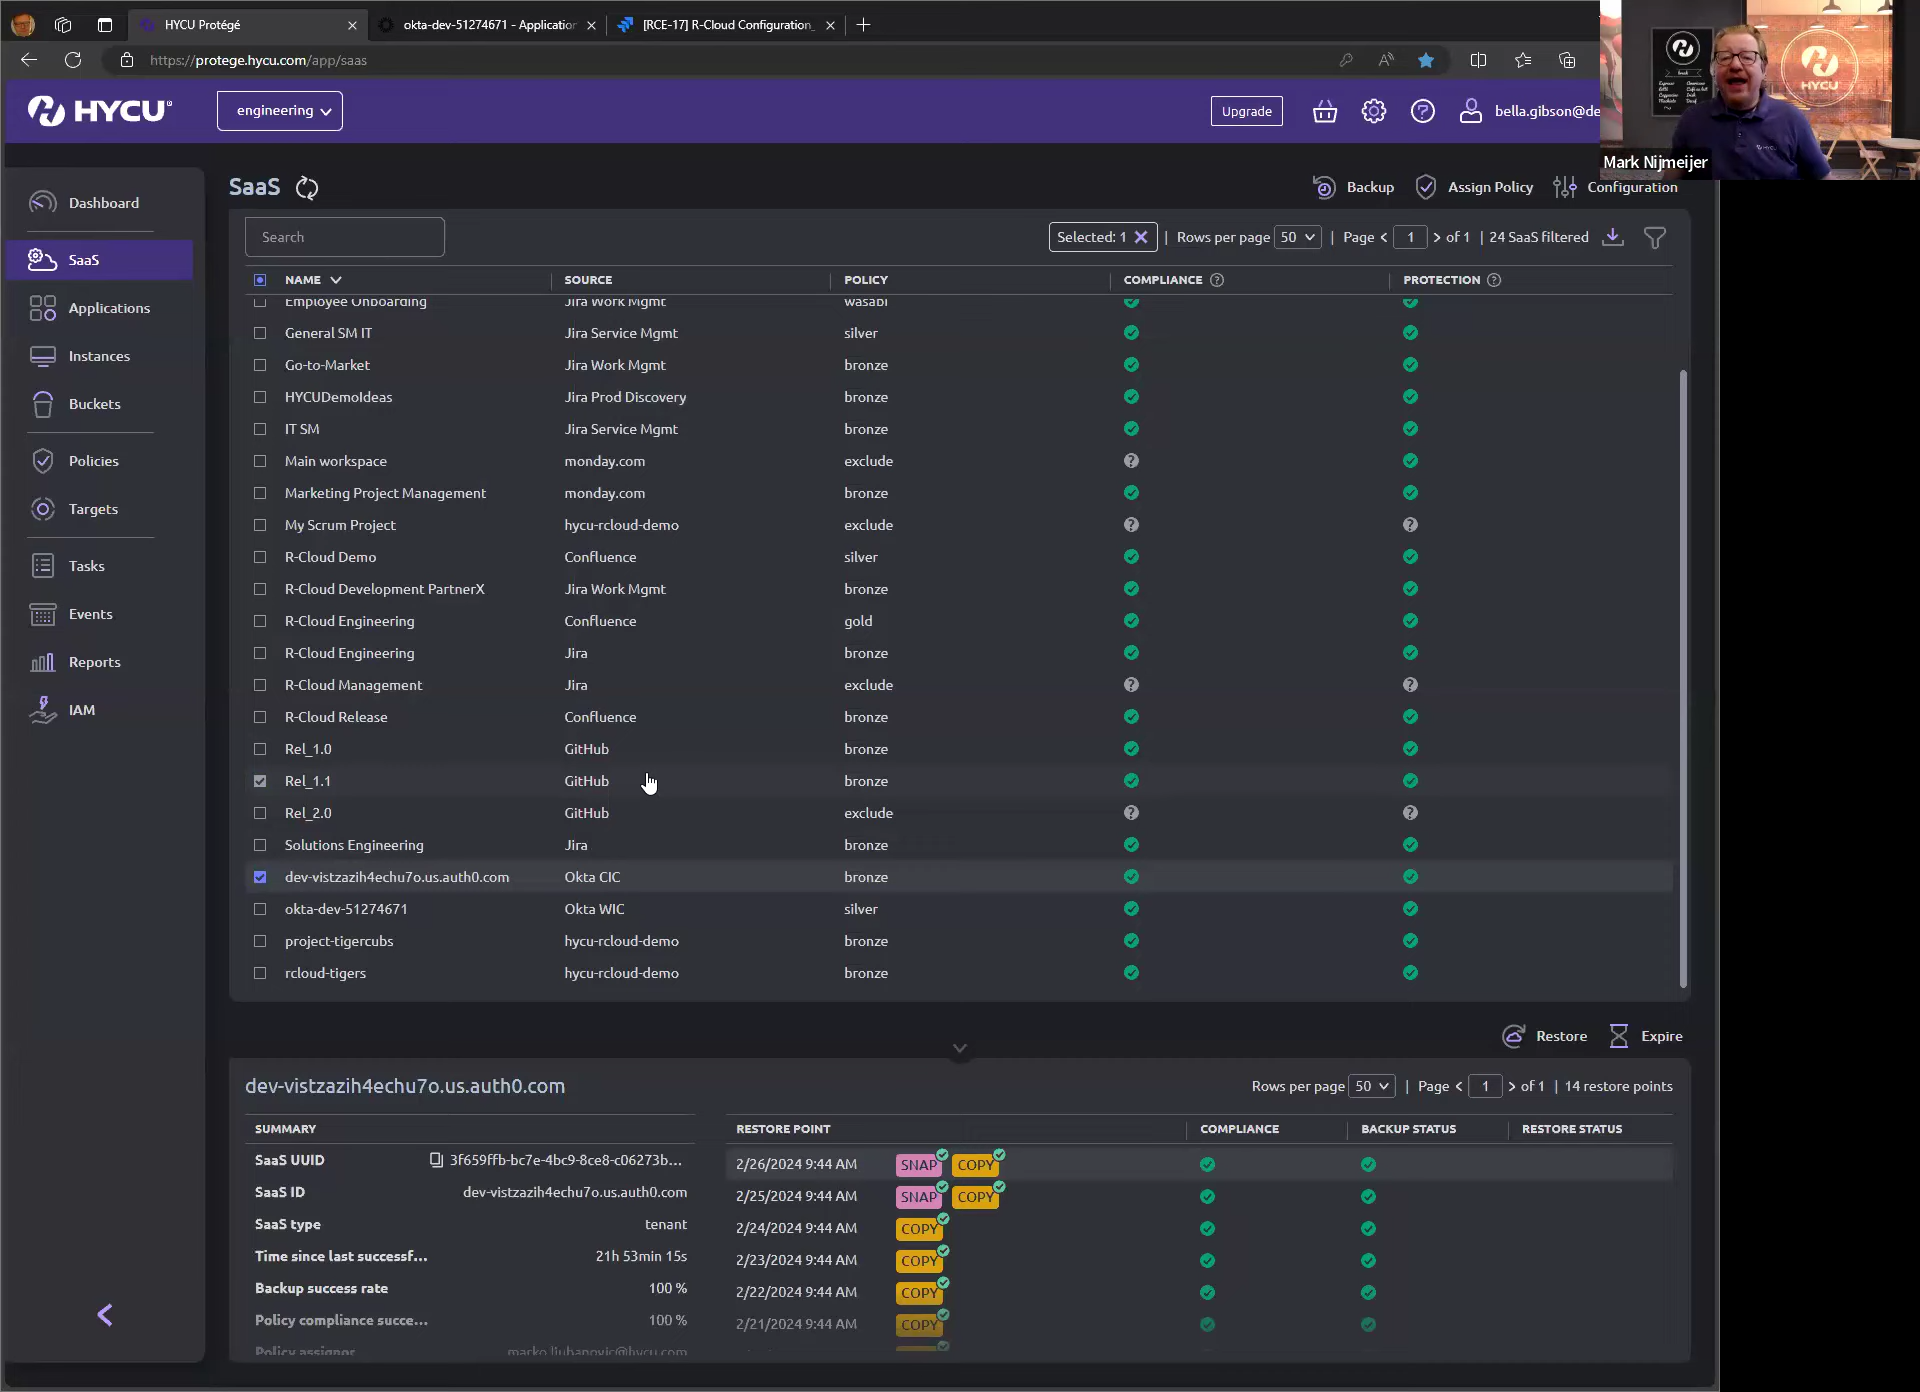 HYCU Protégé
okta-dev-51274671 - Applicatio
[RCE-17] R-Cloud Configuration
https://protege.hycu.com/app/saas
HYCU
engineering
Upgrade
bella.gibson@de
HYCU
Mark Nijmeijer
Dashboard
SaaS
Applications
Instances
Buckets
Policies
Targets
Tasks
Events
Reports
IAM
SaaS
Backup
Assign Policy
Configuration
Search
Selected: 1 | Rows per page 50 | Page < 1 > of 1 | 24 SaaS filtered
NAME SOURCE POLICY COMPLIANCE PROTECTION
Employee Onboarding Jira Work Mgmt wasabi
General SM IT Jira Service Mgmt silver
Go-to-Market Jira Work Mgmt bronze
HYCUDemoIdeas Jira Prod Discovery bronze
IT SM Jira Service Mgmt bronze
Main workspace monday.com exclude
Marketing Project Management monday.com bronze
My Scrum Project hycu-rcloud-demo exclude
R-Cloud Demo Confluence silver
R-Cloud Development PartnerX Jira Work Mgmt bronze
R-Cloud Engineering Confluence gold
R-Cloud Engineering Jira bronze
R-Cloud Management Jira exclude
R-Cloud Release Confluence bronze
Rel_1.0 GitHub bronze
Rel_1.1 GitHub bronze
Rel_2.0 GitHub exclude
Solutions Engineering Jira bronze
dev-vistzazih4echu7o.us.auth0.com Okta CIC bronze
okta-dev-51274671 Okta WIC silver
project-tigercubs hycu-rcloud-demo bronze
rcloud-tigers hycu-rcloud-demo bronze
Restore
Expire
dev-vistzazih4echu7o.us.auth0.com
Rows per page 50 | Page < 1 > of 1 | 14 restore points
SUMMARY
SaaS UUID 3f659ffb-bc7e-4bc9-8ce8-c06273b...
SaaS ID dev-vistzazih4echu7o.us.auth0.com
SaaS type tenant
Time since last successf... 21h 53min 15s
Backup success rate 100 %
Policy compliance succe... 100 %
Policy assignor marko.ljubanovic@hycu.com
RESTORE POINT COMPLIANCE BACKUP STATUS RESTORE STATUS
2/26/2024 9:44 AM SNAP COPY
2/25/2024 9:44 AM SNAP COPY
2/24/2024 9:44 AM COPY
2/23/2024 9:44 AM COPY
2/22/2024 9:44 AM COPY
2/21/2024 9:44 AM COPY